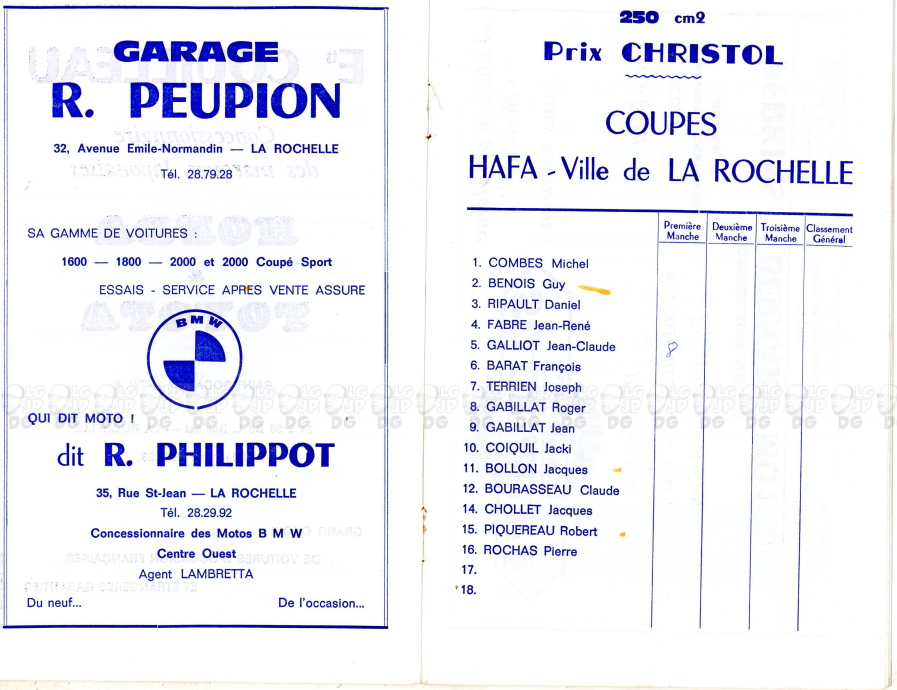 GARAGE
R. PEUPION
32, Avenue Emile-Normandin — LA ROCHELLE
Tél. 28.79.28
SA GAMME DE VOITURES :
1600 — 1800 — 2000 et 2000 Coupé Sport
ESSAIS - SERVICE APRES VENTE ASSURE
BMW
QUI DIT MOTO !
dit R. PHILIPPOT
35, Rue St-Jean — LA ROCHELLE
Tél. 28.29.92
Concessionnaire des Motos B M W
Centre Ouest
Agent LAMBRETTA
Du neuf... De l'occasion...
250 cm2
Prix CHRISTOL
COUPES
HAFA - Ville de LA ROCHELLE
Première Manche Deuxième Manche Troisième Manche Classement Général
1. COMBES Michel
2. BENOIS Guy
3. RIPAULT Daniel
4. FABRE Jean-René
5. GALLIOT Jean-Claude 8
6. BARAT François
7. TERRIEN Joseph
8. GABILLAT Roger
9. GABILLAT Jean
10. COIQUIL Jacki
11. BOLLON Jacques
12. BOURASSEAU Claude
14. CHOLLET Jacques
15. PIQUEREAU Robert
16. ROCHAS Pierre
17.
18.